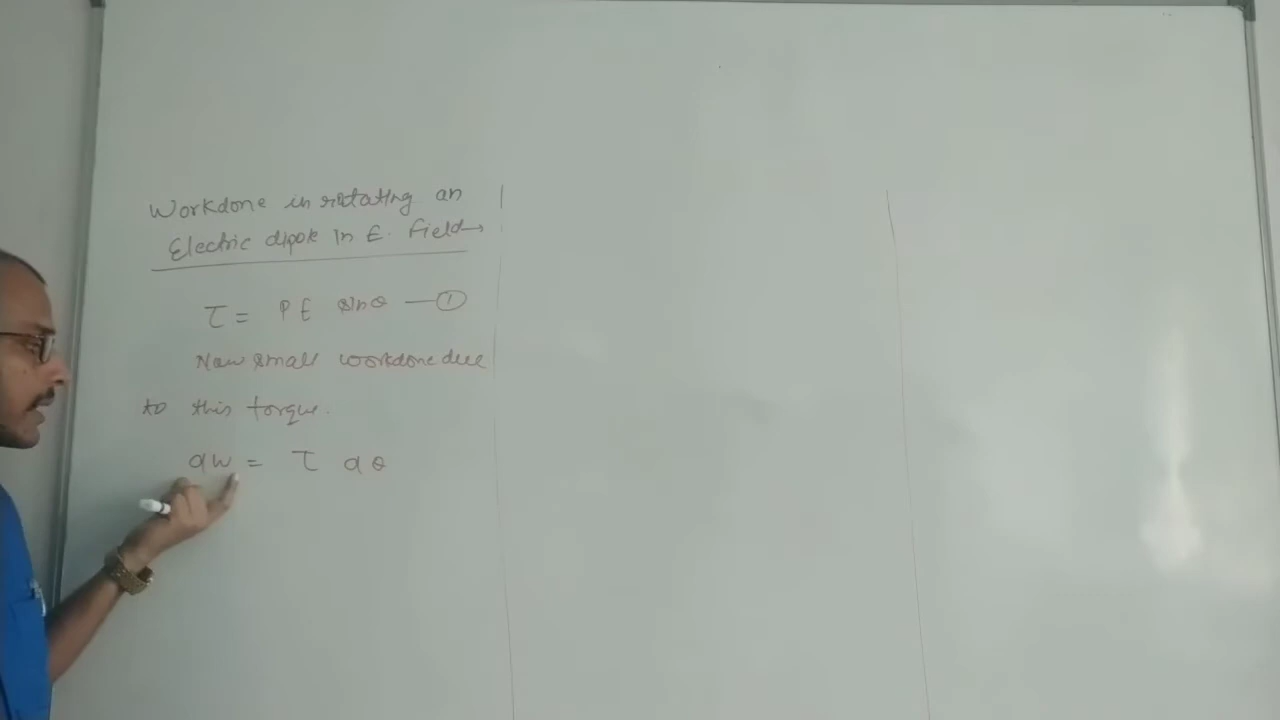 Workdone in rotating an
Electric dipole in E. field→
τ = PE sinθ —①
Now small workdone due
to this torque.
dw = τ dθ